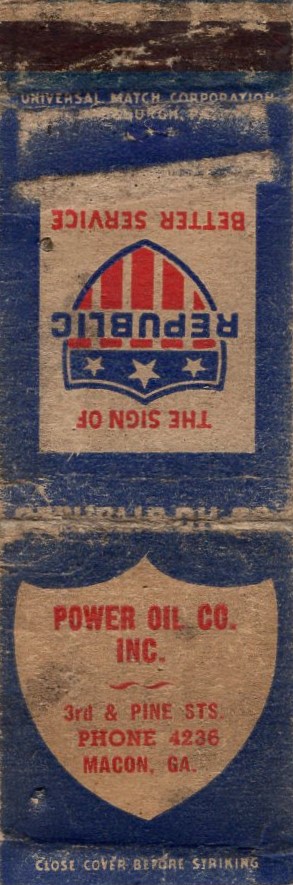 UNIVERSAL MATCH CORPORATION
THE SIGN OF
REPUBLIC
BETTER SERVICE
POWER OIL CO.
INC.
3rd & PINE STS.
PHONE 4236
MACON, GA.
CLOSE COVER BEFORE STRIKING